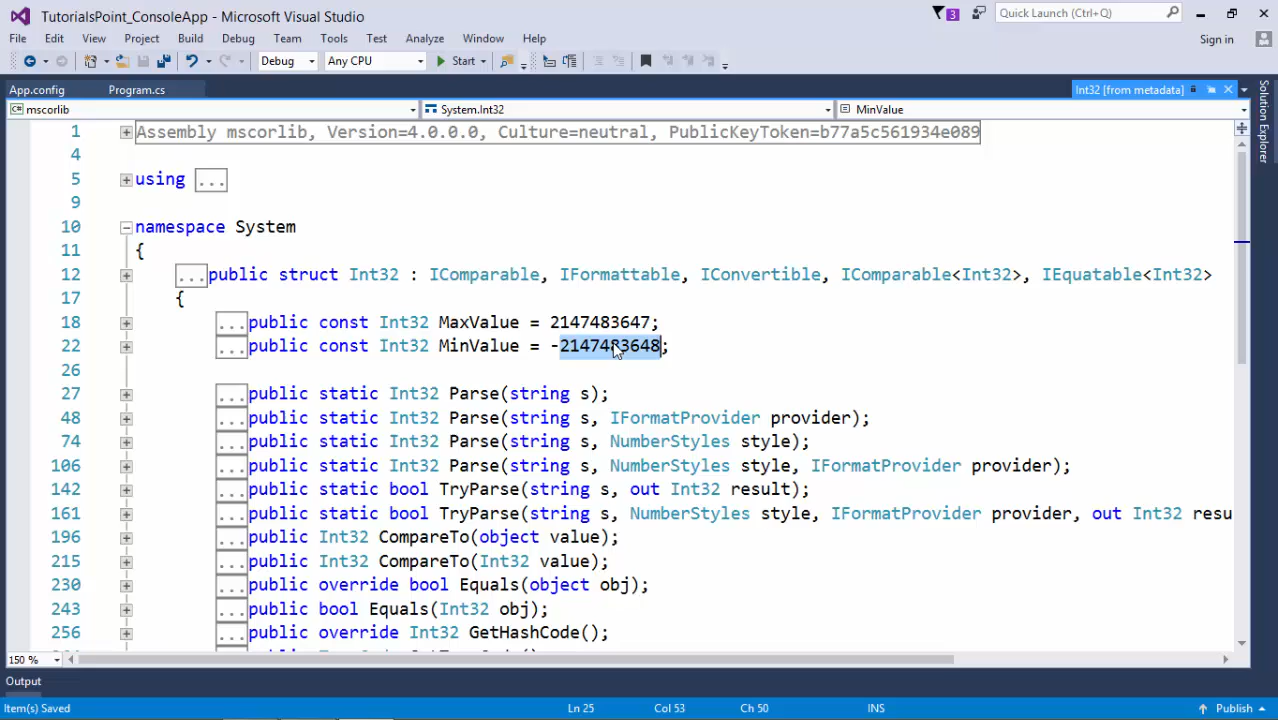 TutorialsPoint_ConsoleApp - Microsoft Visual Studio
3
Quick Launch (Ctrl+Q)
File Edit View Project Build Debug Team Tools Test Analyze Window Help
Sign in
Debug Any CPU Start
App.config Program.cs Int32 [from metadata]
mscorlib System.Int32 MinValue
Solution Explorer
1 Assembly mscorlib, Version=4.0.0.0, Culture=neutral, PublicKeyToken=b77a5c561934e089
4
5 using ...
9
10 namespace System
11 {
12 ...public struct Int32 : IComparable, IFormattable, IConvertible, IComparable<Int32>, IEquatable<Int32>
17 {
18 ...public const Int32 MaxValue = 2147483647;
22 ...public const Int32 MinValue = -2147483648;
26
27 ...public static Int32 Parse(string s);
48 ...public static Int32 Parse(string s, IFormatProvider provider);
74 ...public static Int32 Parse(string s, NumberStyles style);
106 ...public static Int32 Parse(string s, NumberStyles style, IFormatProvider provider);
142 ...public static bool TryParse(string s, out Int32 result);
161 ...public static bool TryParse(string s, NumberStyles style, IFormatProvider provider, out Int32 resu
196 ...public Int32 CompareTo(object value);
215 ...public Int32 CompareTo(Int32 value);
230 ...public override bool Equals(object obj);
243 ...public bool Equals(Int32 obj);
256 ...public override Int32 GetHashCode();
150 %
Output
Item(s) Saved Ln 25 Col 53 Ch 50 INS Publish